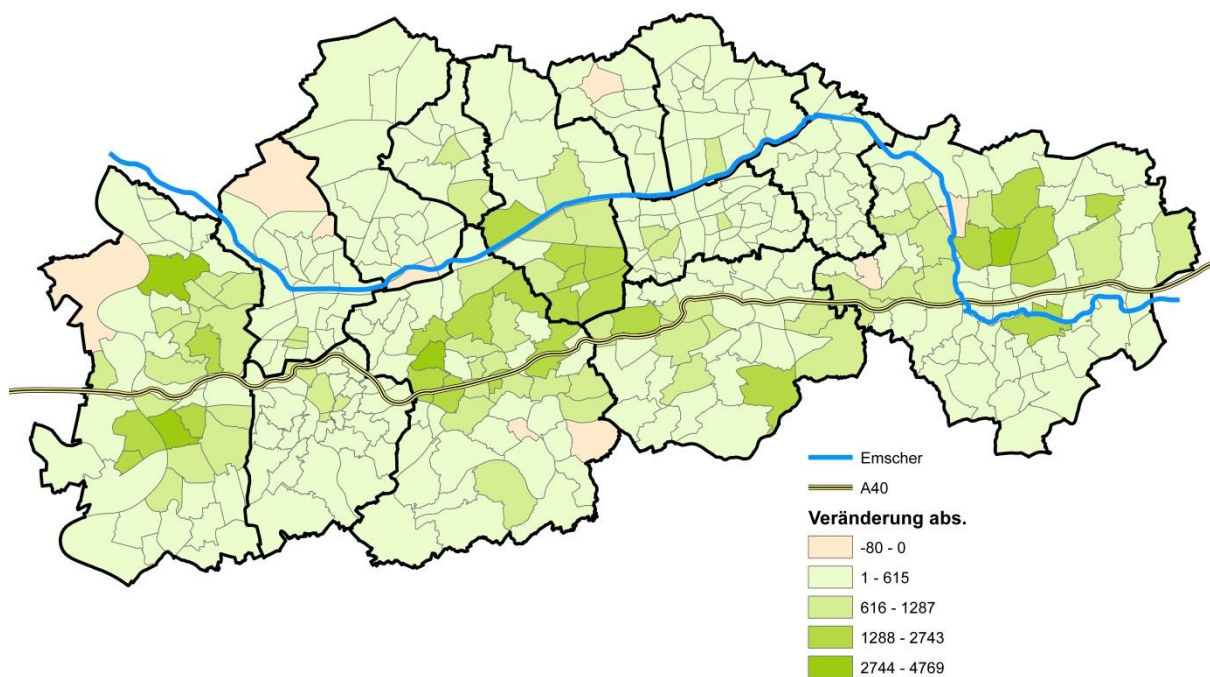 Emscher
A40
Veränderung abs.
-80 - 0
1 - 615
616 - 1287
1288 - 2743
2744 - 4769